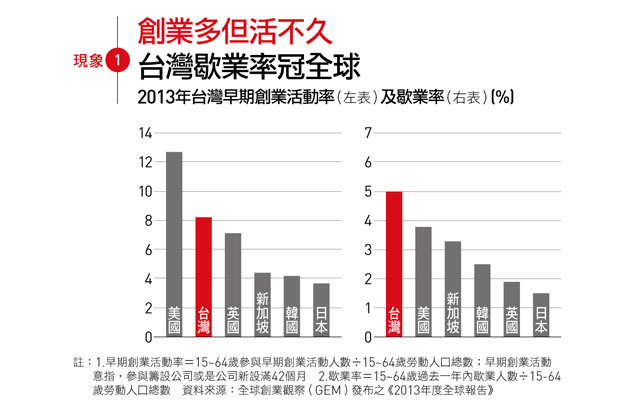 創業多但活不久
現象 1
台灣歇業率冠全球
2013年台灣早期創業活動率(左表)及歇業率(右表)(%)
14
12
10
8
6
4
2
0
美國
台灣
英國
新加坡
韓國
日本
7
6
5
4
3
2
1
0
台灣
美國
新加坡
韓國
英國
日本
註：1.早期創業活動率＝15~64歲參與早期創業活動人數÷15~64歲勞動人口總數；早期創業活動
意指，參與籌設公司或是公司新設滿42個月　2.歇業率＝15~64歲過去一年內歇業人數÷15-64
歲勞動人口總數　資料來源：全球創業觀察（GEM）發布之《2013年度全球報告》